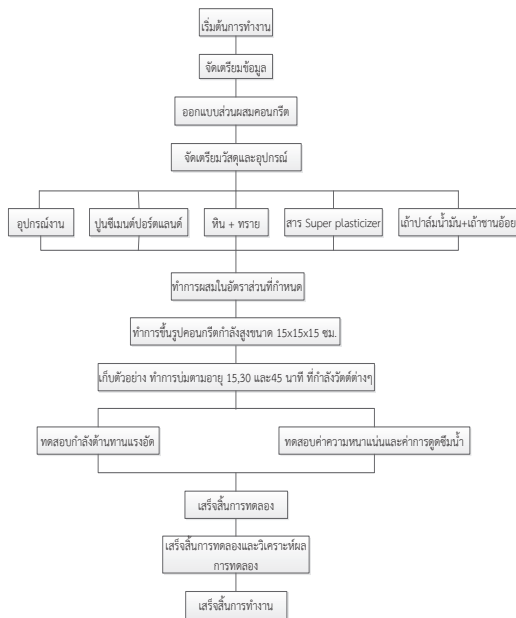 เริ่มต้นการทำงาน
จัดเตรียมข้อมูล
ออกแบบส่วนผสมคอนกรีต
จัดเตรียมวัสดุและอุปกรณ์
อุปกรณ์งาน
ปูนซีเมนต์ปอร์ตแลนด์
หิน + ทราย
สาร Super plasticizer
เถ้าปาล์มน้ำมัน+เถ้าชานอ้อย
ทำการผสมในอัตราส่วนที่กำหนด
ทำการขึ้นรูปคอนกรีตกำลังสูงขนาด 15x15x15 ซม.
เก็บตัวอย่าง ทำการบ่มตามอายุ 15,30 และ45 นาที ที่กำลังวัตต์ต่างๆ
ทดสอบกำลังต้านทานแรงอัด
ทดสอบค่าความหนาแน่นและค่าการดูดซึมน้ำ
เสร็จสิ้นการทดลอง
เสร็จสิ้นการทดลองและวิเคราะห์ผล
การทดลอง
เสร็จสิ้นการทำงาน